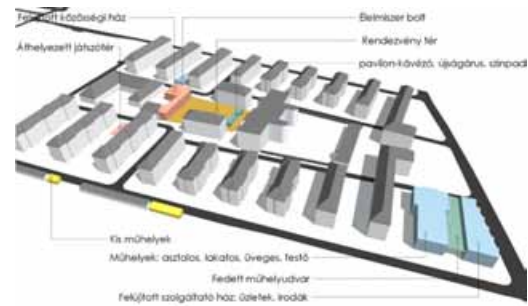 Felújított közösségi ház
Élelmiszer bolt
Áthelyezett játszótér
Rendezvény tér
pavilon-kávézó, újságárus, színpad
Kis műhelyek
Műhelyek: asztalos, lakatos, üveges, festő
Fedett műhelyudvar
Felújított szolgáltató ház: üzletek, irodák